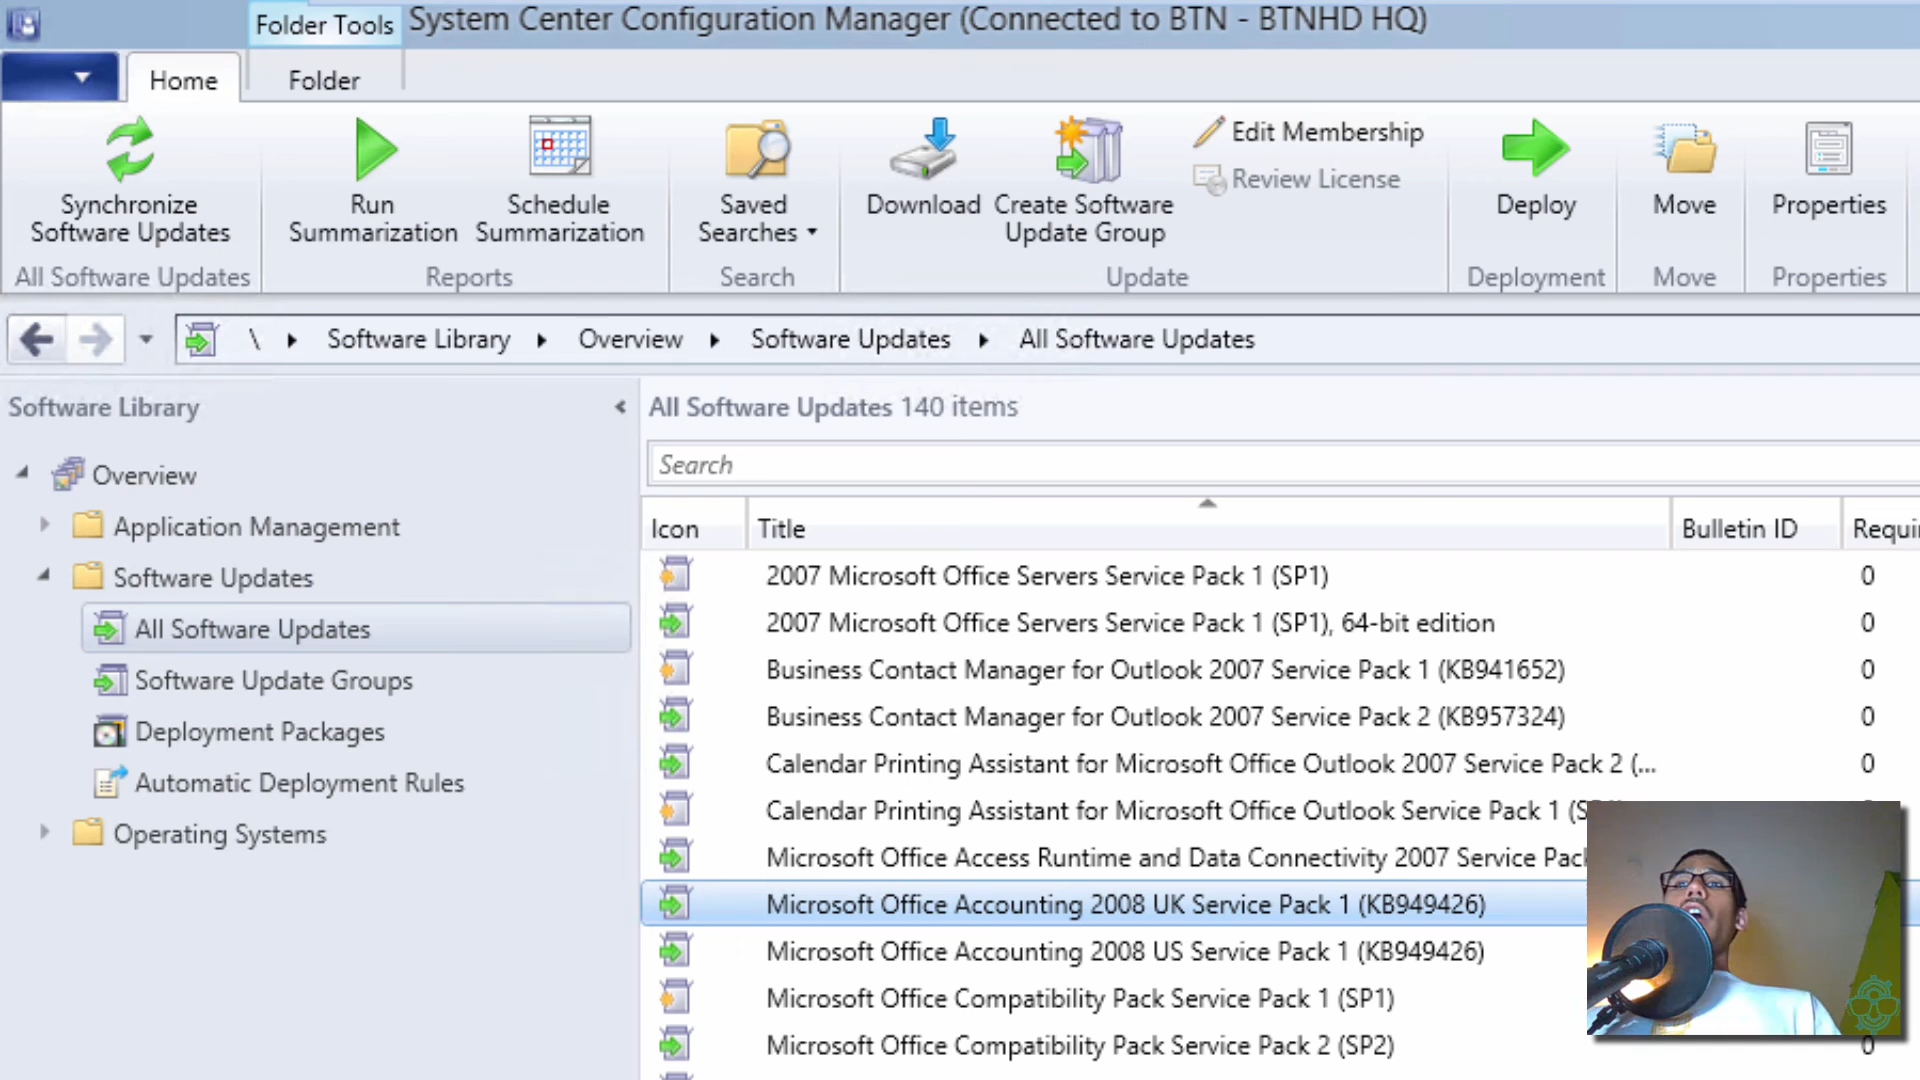 Folder Tools
System Center Configuration Manager (Connected to BTN - BTNHD HQ)
Home
Folder
Synchronize
Software Updates
Run
Summarization
Schedule
Summarization
Saved
Searches
Download
Create Software
Update Group
Edit Membership
Review License
Deploy
Move
Properties
All Software Updates
Reports
Search
Update
Deployment
Move
Properties
\ Software Library Overview Software Updates All Software Updates
Software Library
Overview
Application Management
Software Updates
All Software Updates
Software Update Groups
Deployment Packages
Automatic Deployment Rules
Operating Systems
All Software Updates 140 items
Search
Icon Title Bulletin ID Requi
2007 Microsoft Office Servers Service Pack 1 (SP1) 0
2007 Microsoft Office Servers Service Pack 1 (SP1), 64-bit edition 0
Business Contact Manager for Outlook 2007 Service Pack 1 (KB941652) 0
Business Contact Manager for Outlook 2007 Service Pack 2 (KB957324) 0
Calendar Printing Assistant for Microsoft Office Outlook 2007 Service Pack 2 (... 0
Calendar Printing Assistant for Microsoft Office Outlook Service Pack 1
Microsoft Office Access Runtime and Data Connectivity 2007 Service Pac
Microsoft Office Accounting 2008 UK Service Pack 1 (KB949426)
Microsoft Office Accounting 2008 US Service Pack 1 (KB949426)
Microsoft Office Compatibility Pack Service Pack 1 (SP1)
Microsoft Office Compatibility Pack Service Pack 2 (SP2) 0